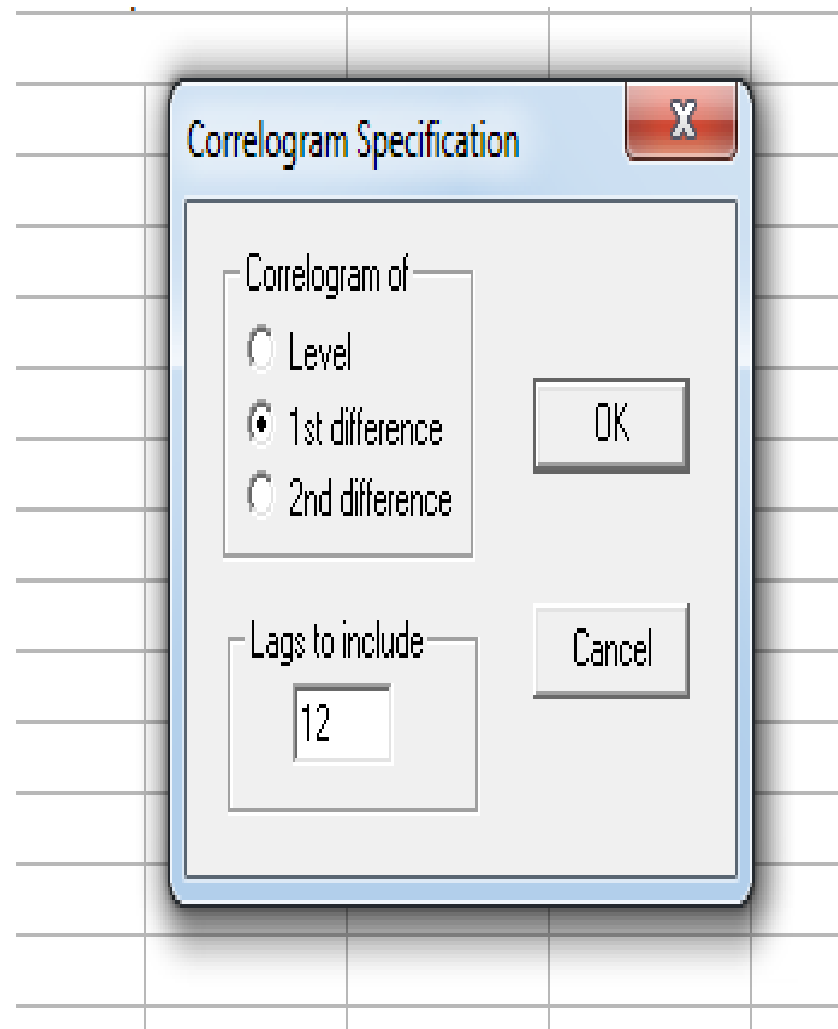 Correlogram Specification
X
Correlogram of
Level
1st difference
2nd difference
OK
Lags to include
12
Cancel